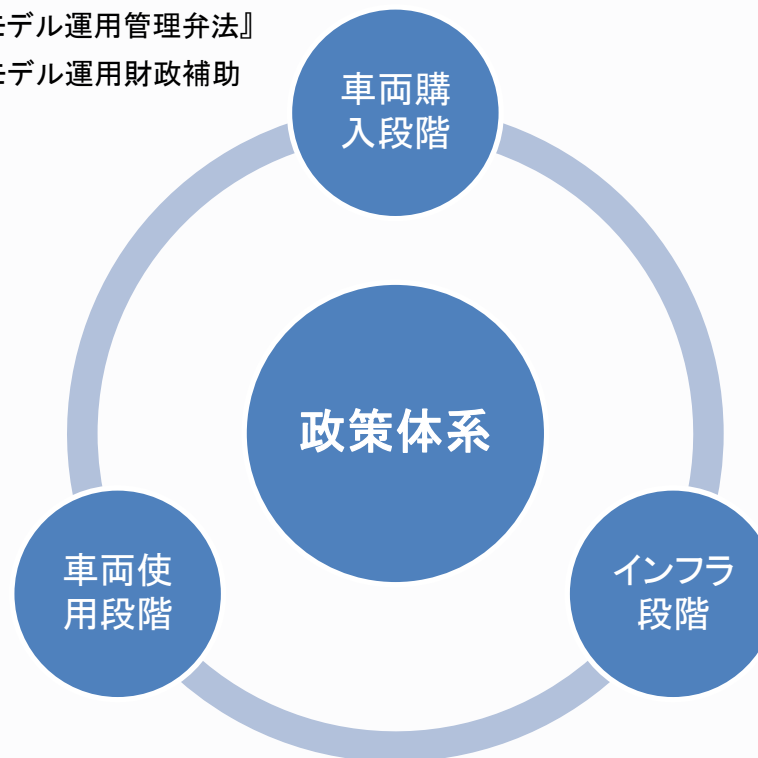 モデル運用管理弁法』
モデル運用財政補助
車両購
入段階
政策体系
車両使
用段階
インフラ
段階